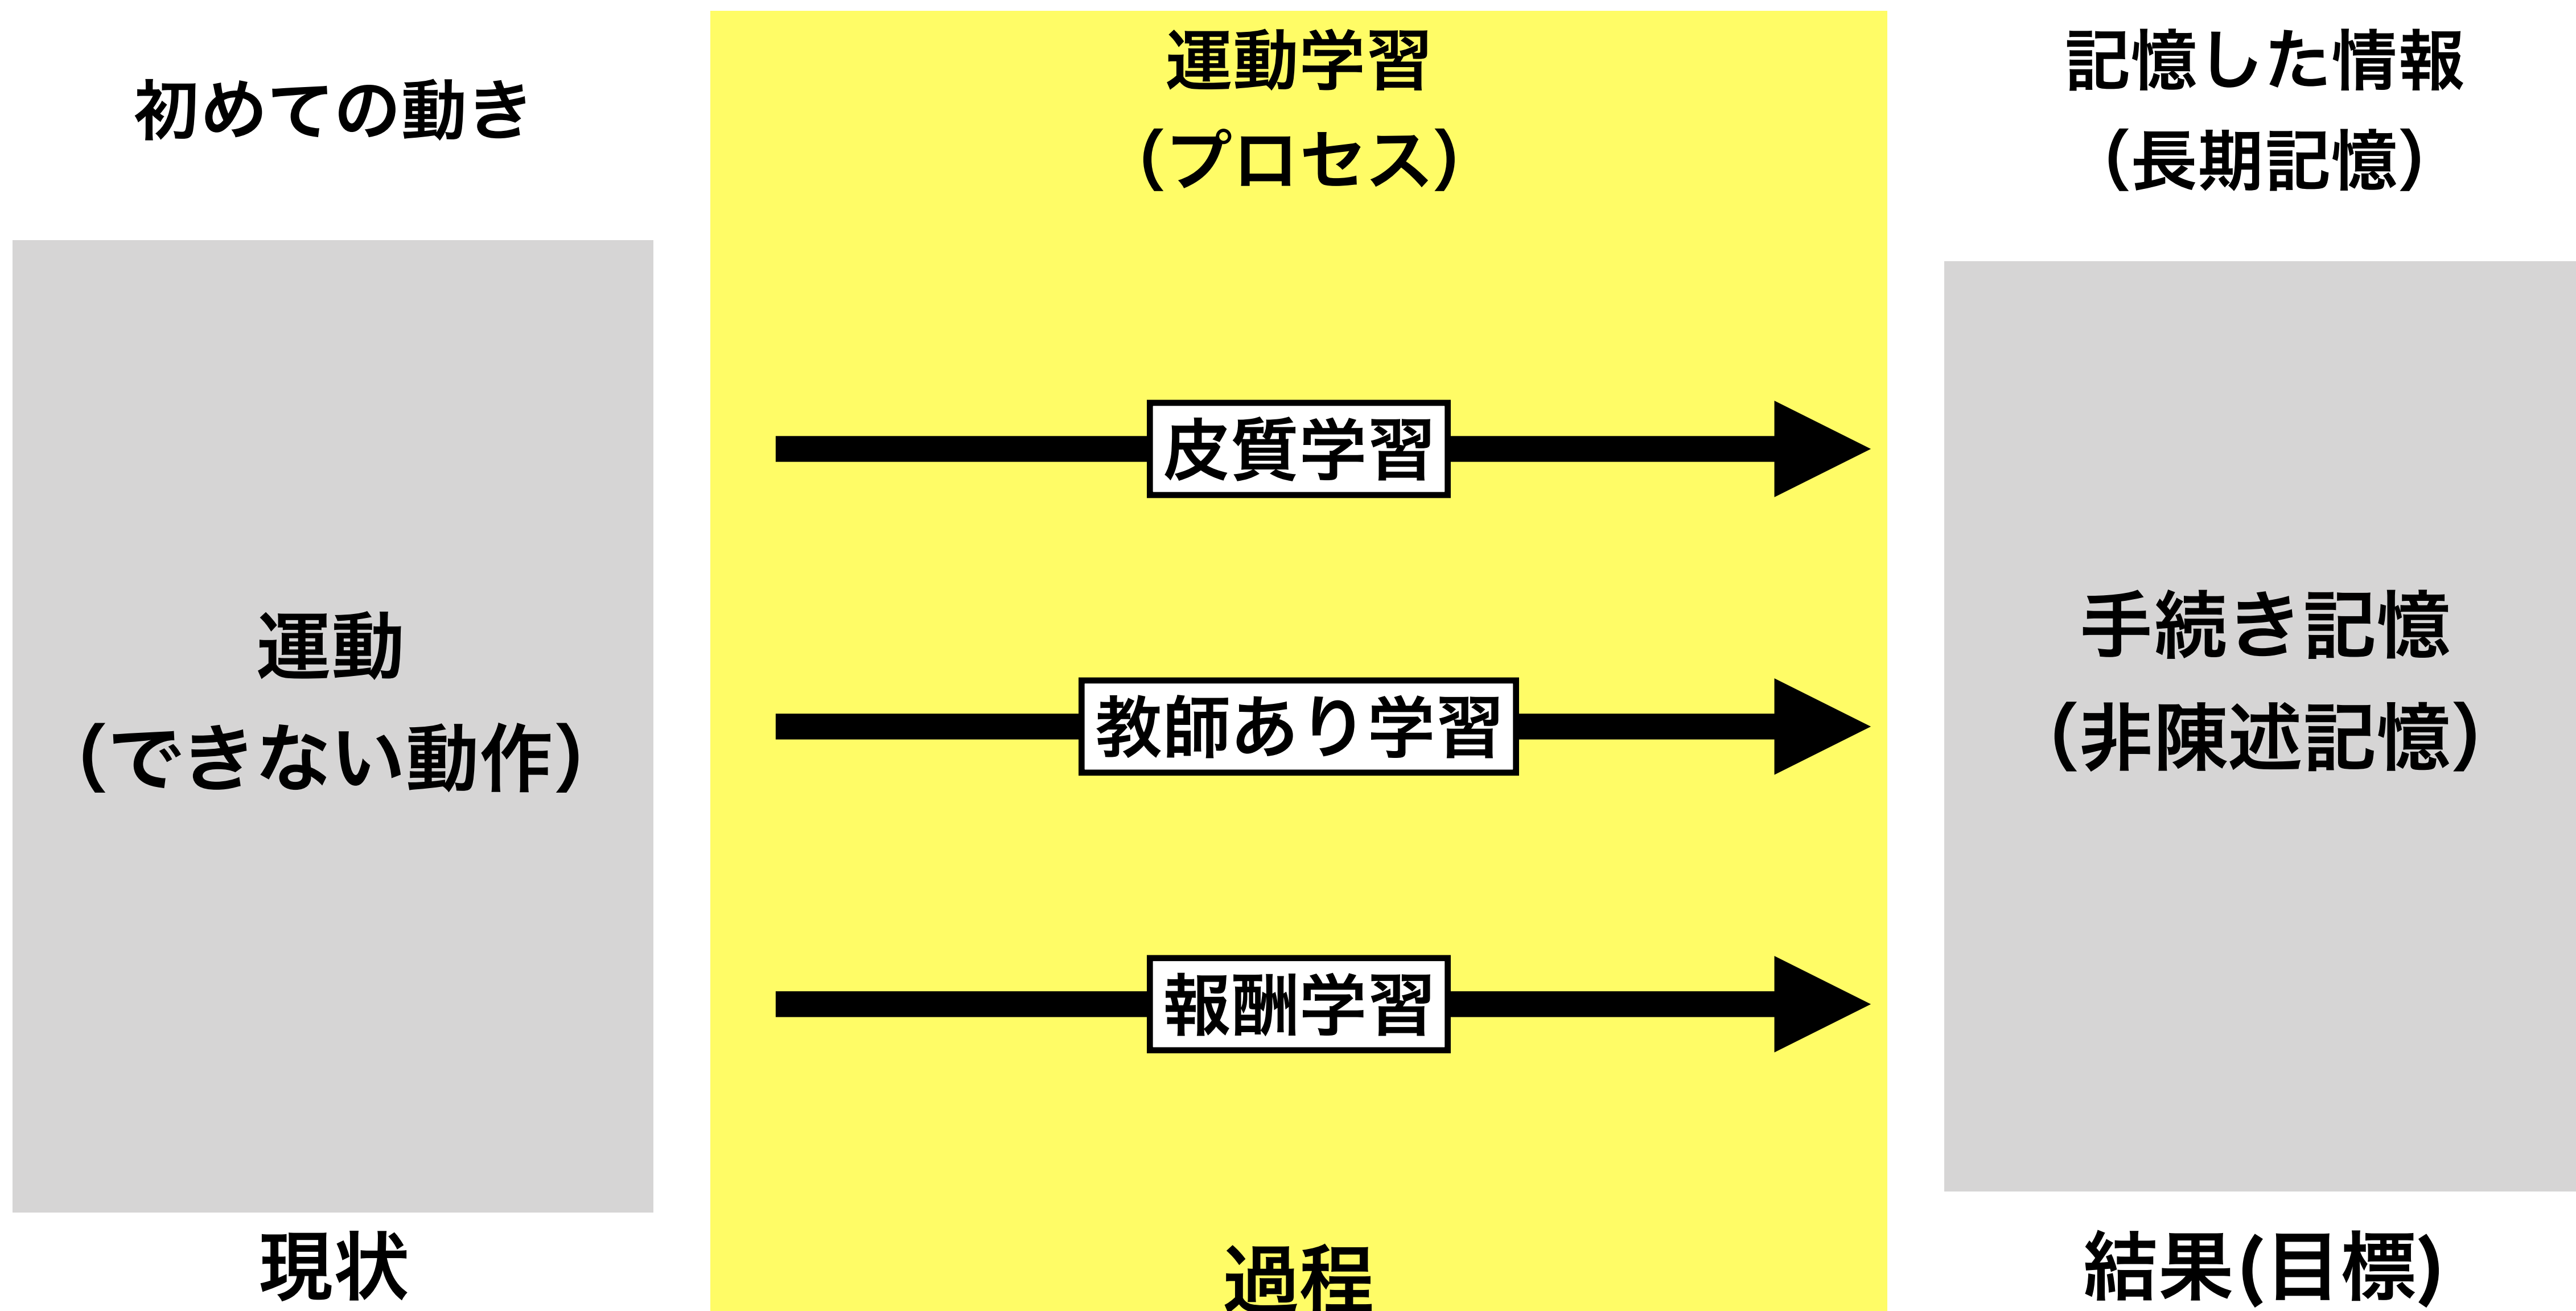 初めての動き
運動
（できない動作）
現状
運動学習
（プロセス）
皮質学習
教師あり学習
報酬学習
過程
記憶した情報
（長期記憶）
手続き記憶
（非陳述記憶）
結果(目標)